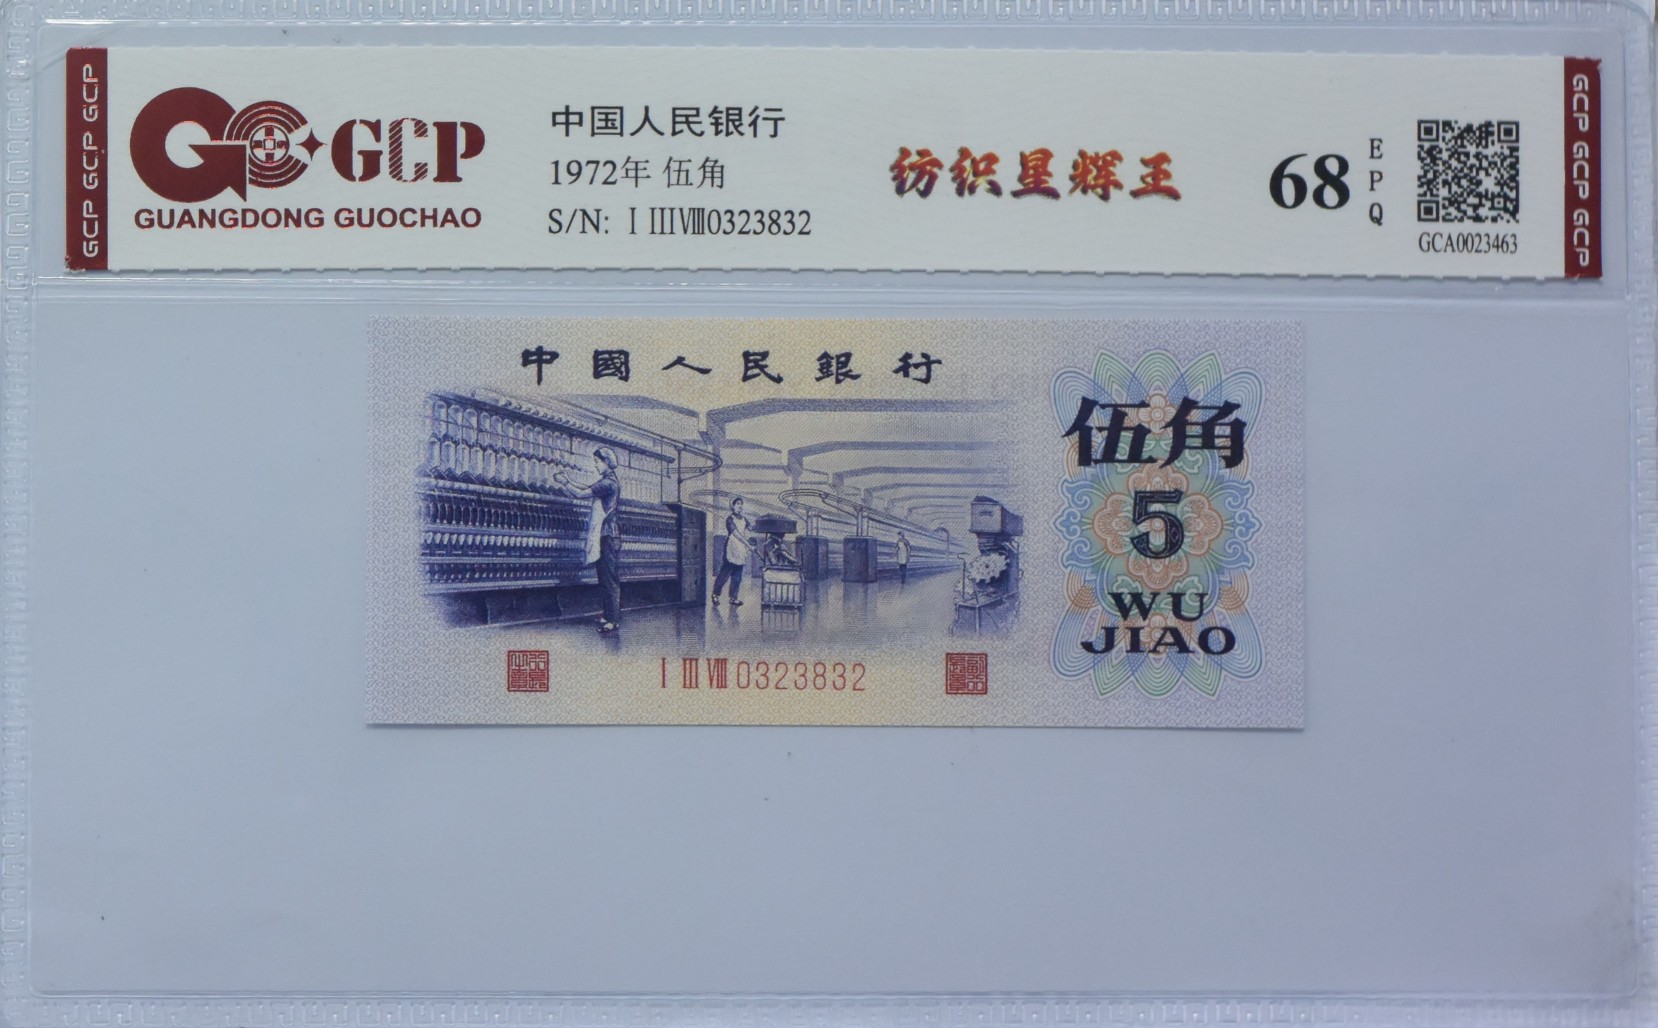 GCP GCP GCP
GCP
GUANGDONG GUOCHAO
中国人民银行
1972年 伍角
S/N: I III VIII 0323832
纺织星辉王
68
EPQ
GCA0023463
GCP GCP GCP
中國人民銀行
伍角
5
WU
JIAO
I III VIII 0323832